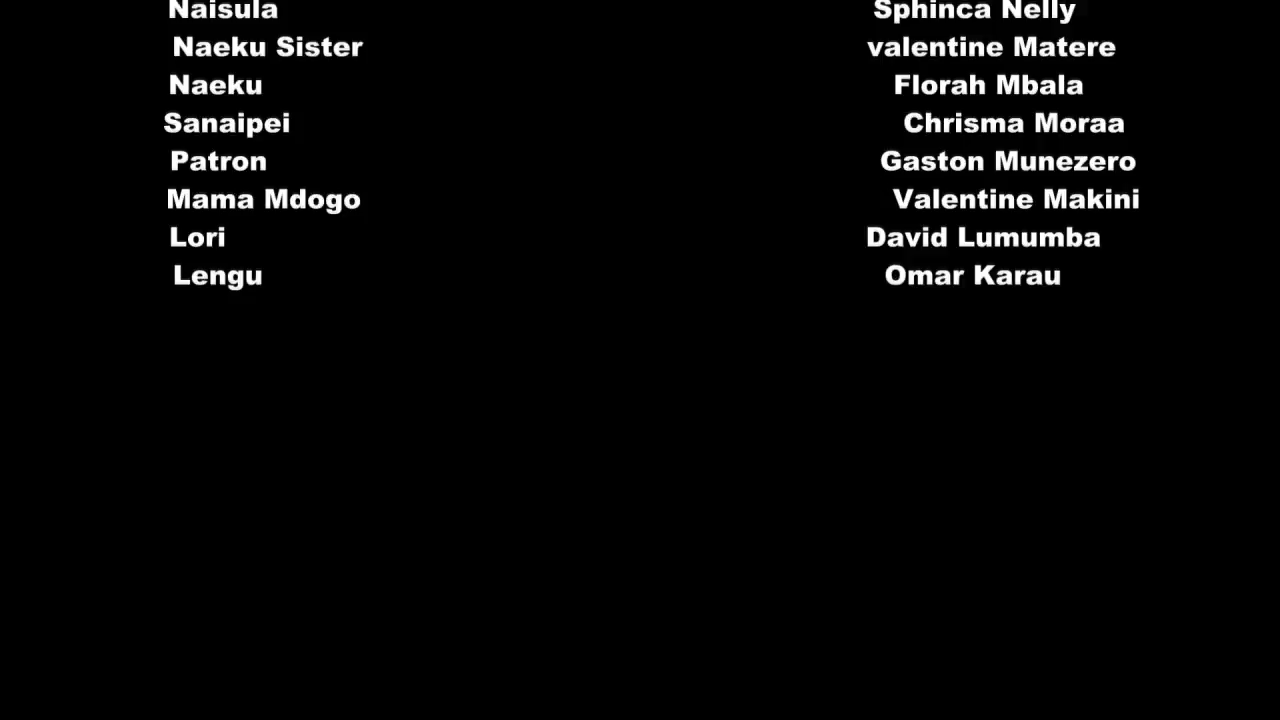 Naisula Sphinca Nelly
Naeku Sister valentine Matere
Naeku Florah Mbala
Sanaipei Chrisma Moraa
Patron Gaston Munezero
Mama Mdogo Valentine Makini
Lori David Lumumba
Lengu Omar Karau